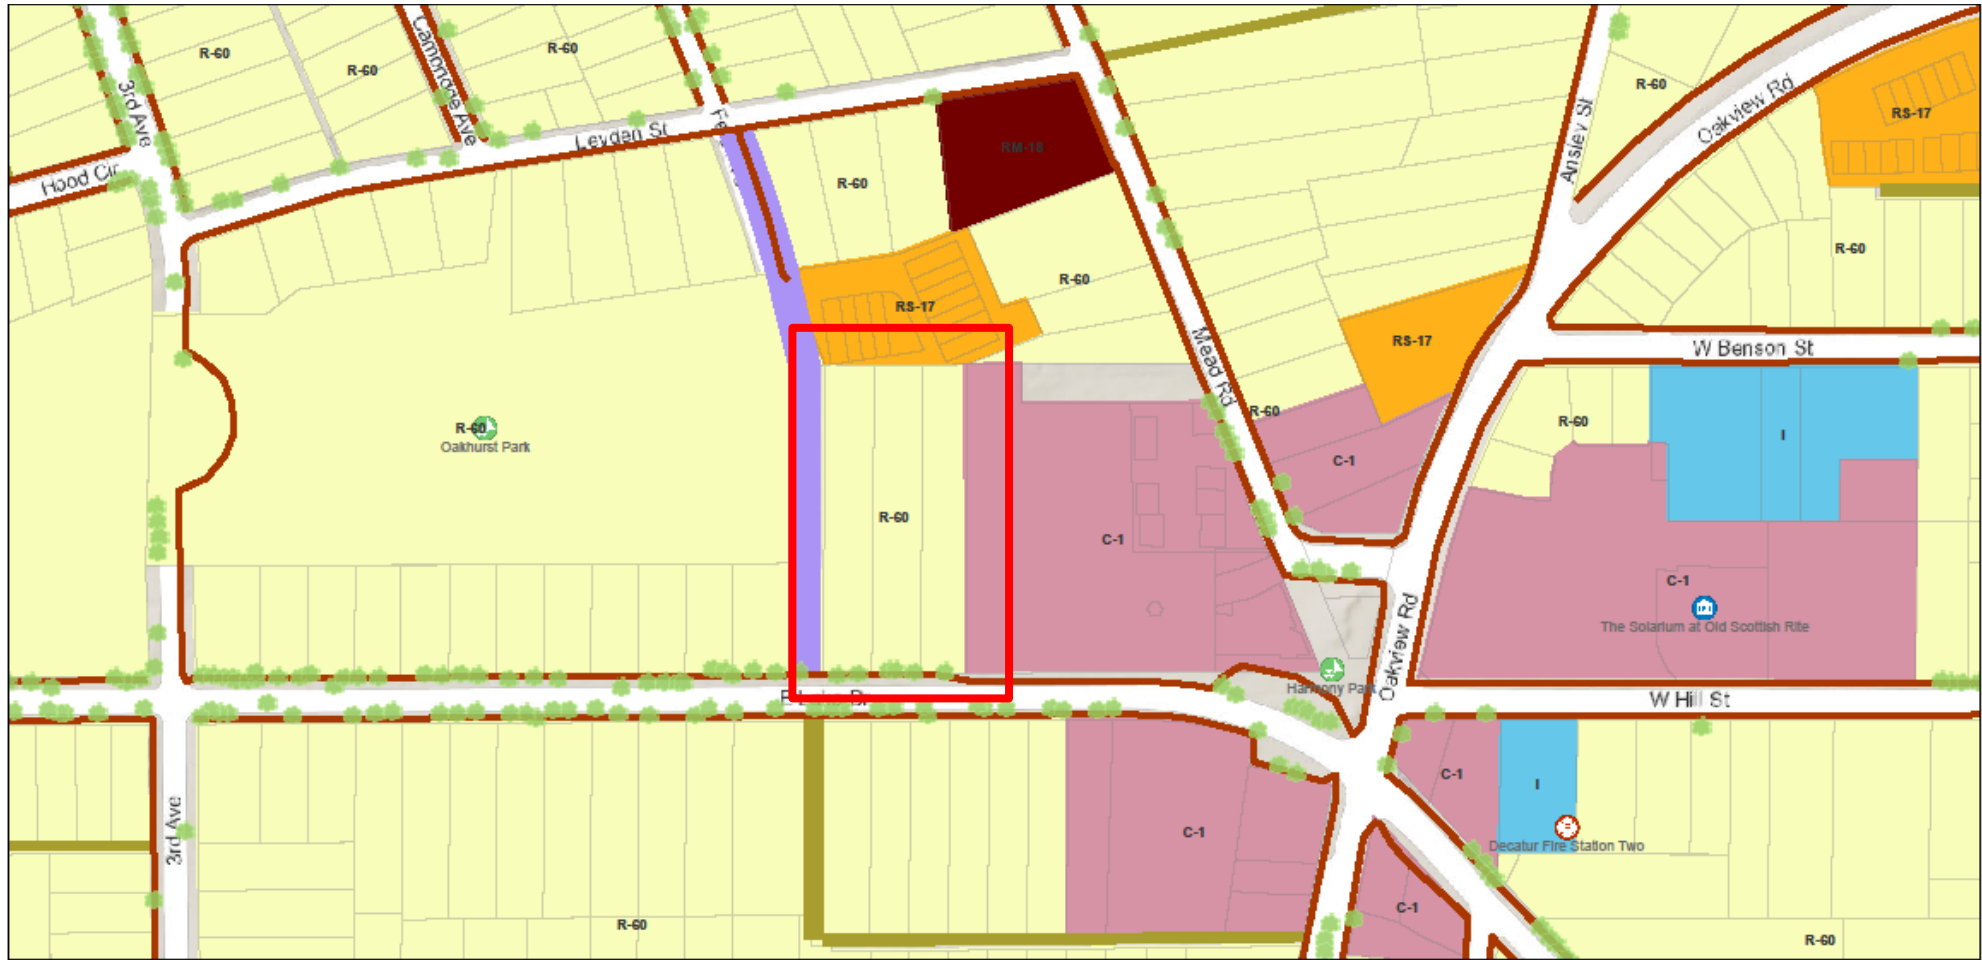 R-60
R-60
R-60
3rd Ave
Cambridge Ave
Hood Cir
Leyden St
R-60
RM-18
Ansley St
R-60
Oakview Rd
RS-17
R-60
R-60
RS-17
Mead Rd
RS-17
W Benson St
R-60
R-60
Oakhurst Park
R-60
R-60
C-1
I
R-60
C-1
C-1
The Solarium at Old Scottish Rite
Oakview Rd
Harmony Park
W Hill St
3rd Ave
C-1
C-1
I
Decatur Fire Station Two
C-1
R-60
R-60